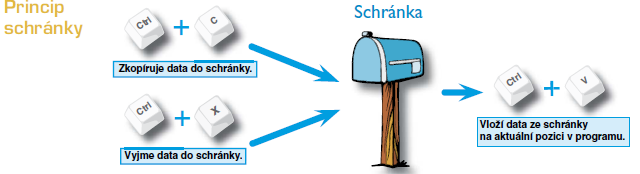 Princip
schránky
Ctrl + C
Zkopíruje data do schránky.
Ctrl + X
Vyjme data do schránky.
Schránka
Ctrl + V
Vloží data ze schránky
na aktuální pozici v programu.